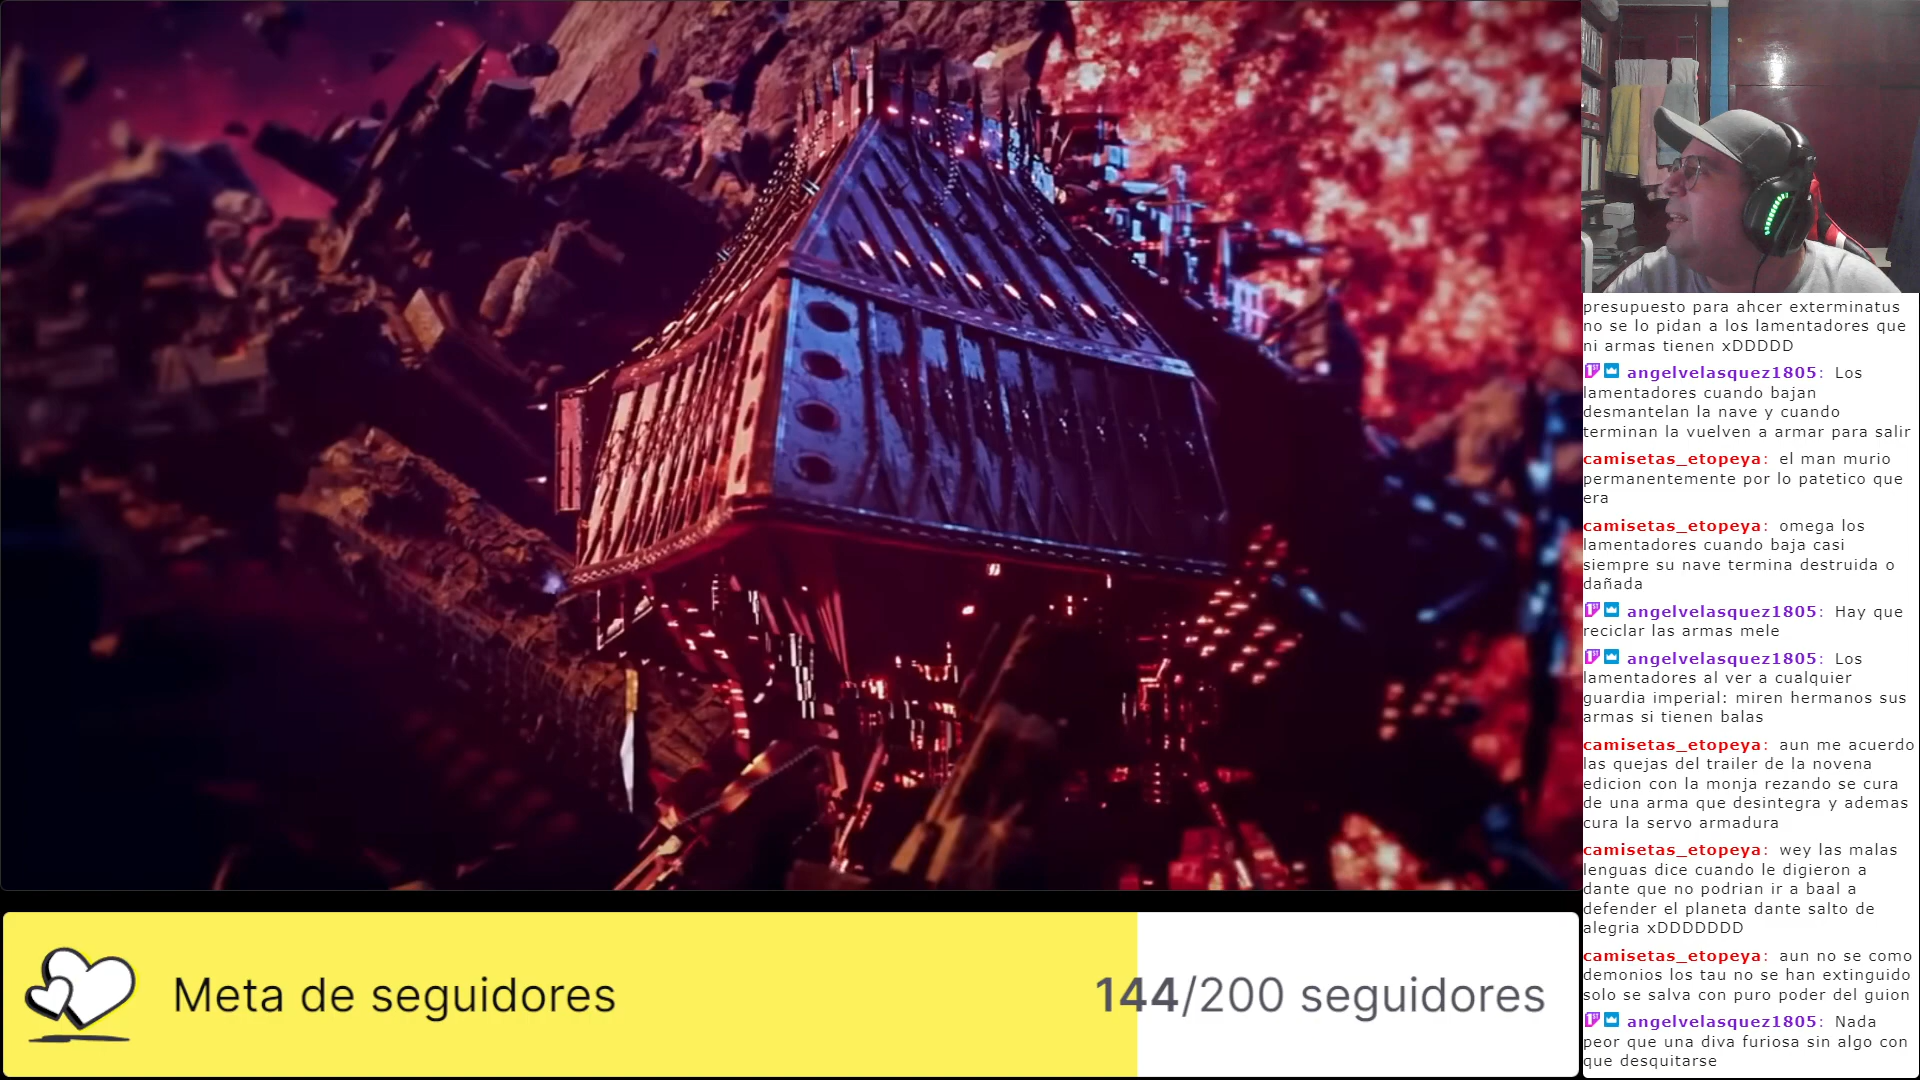 presupuesto para ahcer exterminatus
no se lo pidan a los lamentadores que
ni armas tienen xDDDDD
angelvelasquez1805: Los
lamentadores cuando bajan
desmantelan la nave y cuando
terminan la vuelven a armar para salir
camisetas_etopeya: el man murio
permanentemente por lo patetico que
era
camisetas_etopeya: omega los
lamentadores cuando baja casi
siempre su nave termina destruida o
dañada
angelvelasquez1805: Hay que
reciclar las armas mele
angelvelasquez1805: Los
lamentadores al ver a cualquier
guardia imperial: miren hermanos sus
armas si tienen balas
camisetas_etopeya: aun me acuerdo
las quejas del trailer de la novena
edicion con la monja rezando se cura
de una arma que desintegra y ademas
cura la servo armadura
camisetas_etopeya: wey las malas
lenguas dice cuando le digieron a
dante que no podrian ir a baal a
defender el planeta dante salto de
alegria xDDDDDDD
camisetas_etopeya: aun no se como
demonios los tau no se han extinguido
solo se salva con puro poder del guion
angelvelasquez1805: Nada
peor que una diva furiosa sin algo con
que desquitarse
Meta de seguidores
144/200 seguidores